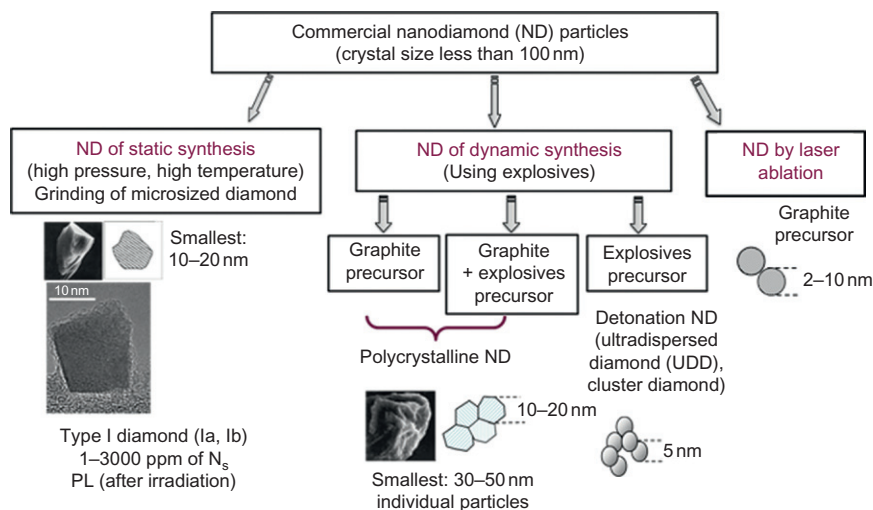 Commercial nanodiamond (ND) particles
(crystal size less than 100 nm)
ND of static synthesis
(high pressure, high temperature)
Grinding of microsized diamond
Smallest:
10–20 nm
10 nm
Type I diamond (Ia, Ib)
1–3000 ppm of Ns
PL (after irradiation)
ND of dynamic synthesis
(Using explosives)
Graphite
precursor
Graphite
+ explosives
precursor
Explosives
precursor
Polycrystalline ND
10–20 nm
Smallest: 30–50 nm
individual particles
Detonation ND
(ultradispersed
diamond (UDD),
cluster diamond)
5 nm
ND by laser
ablation
Graphite
precursor
2–10 nm